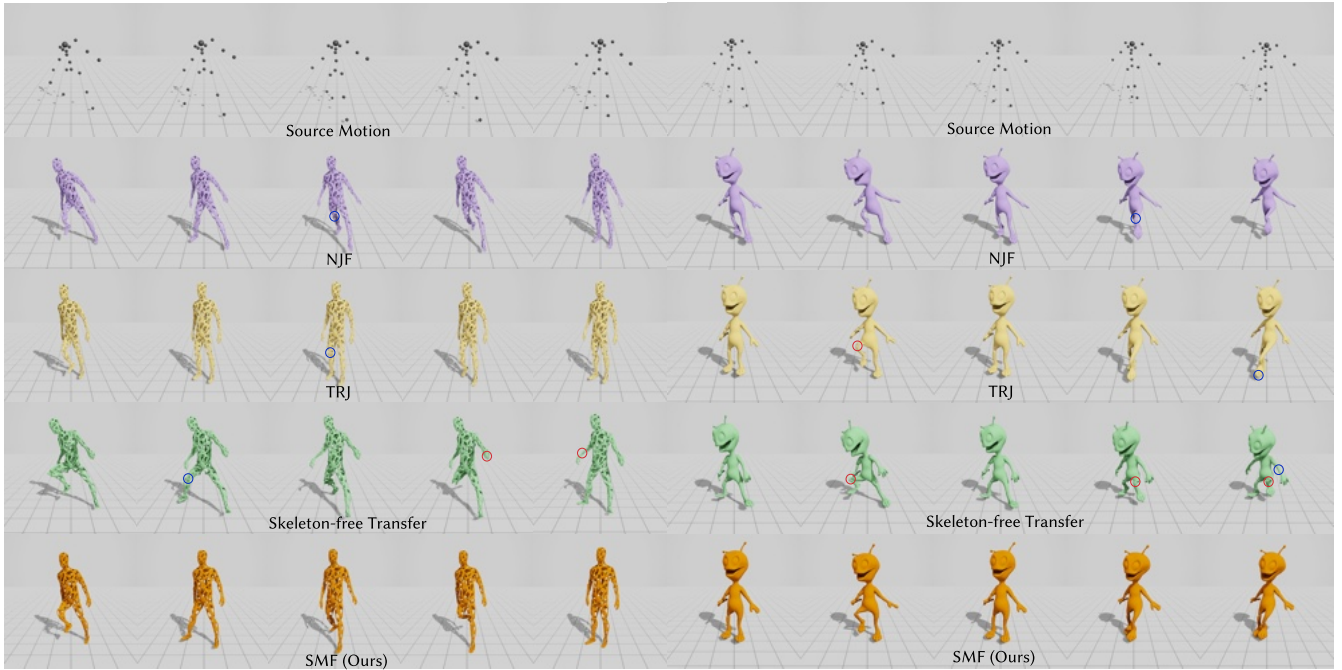 Source Motion
Source Motion
NJF
NJF
TRJ
TRJ
Skeleton-free Transfer
Skeleton-free Transfer
SMF (Ours)
SMF (Ours)